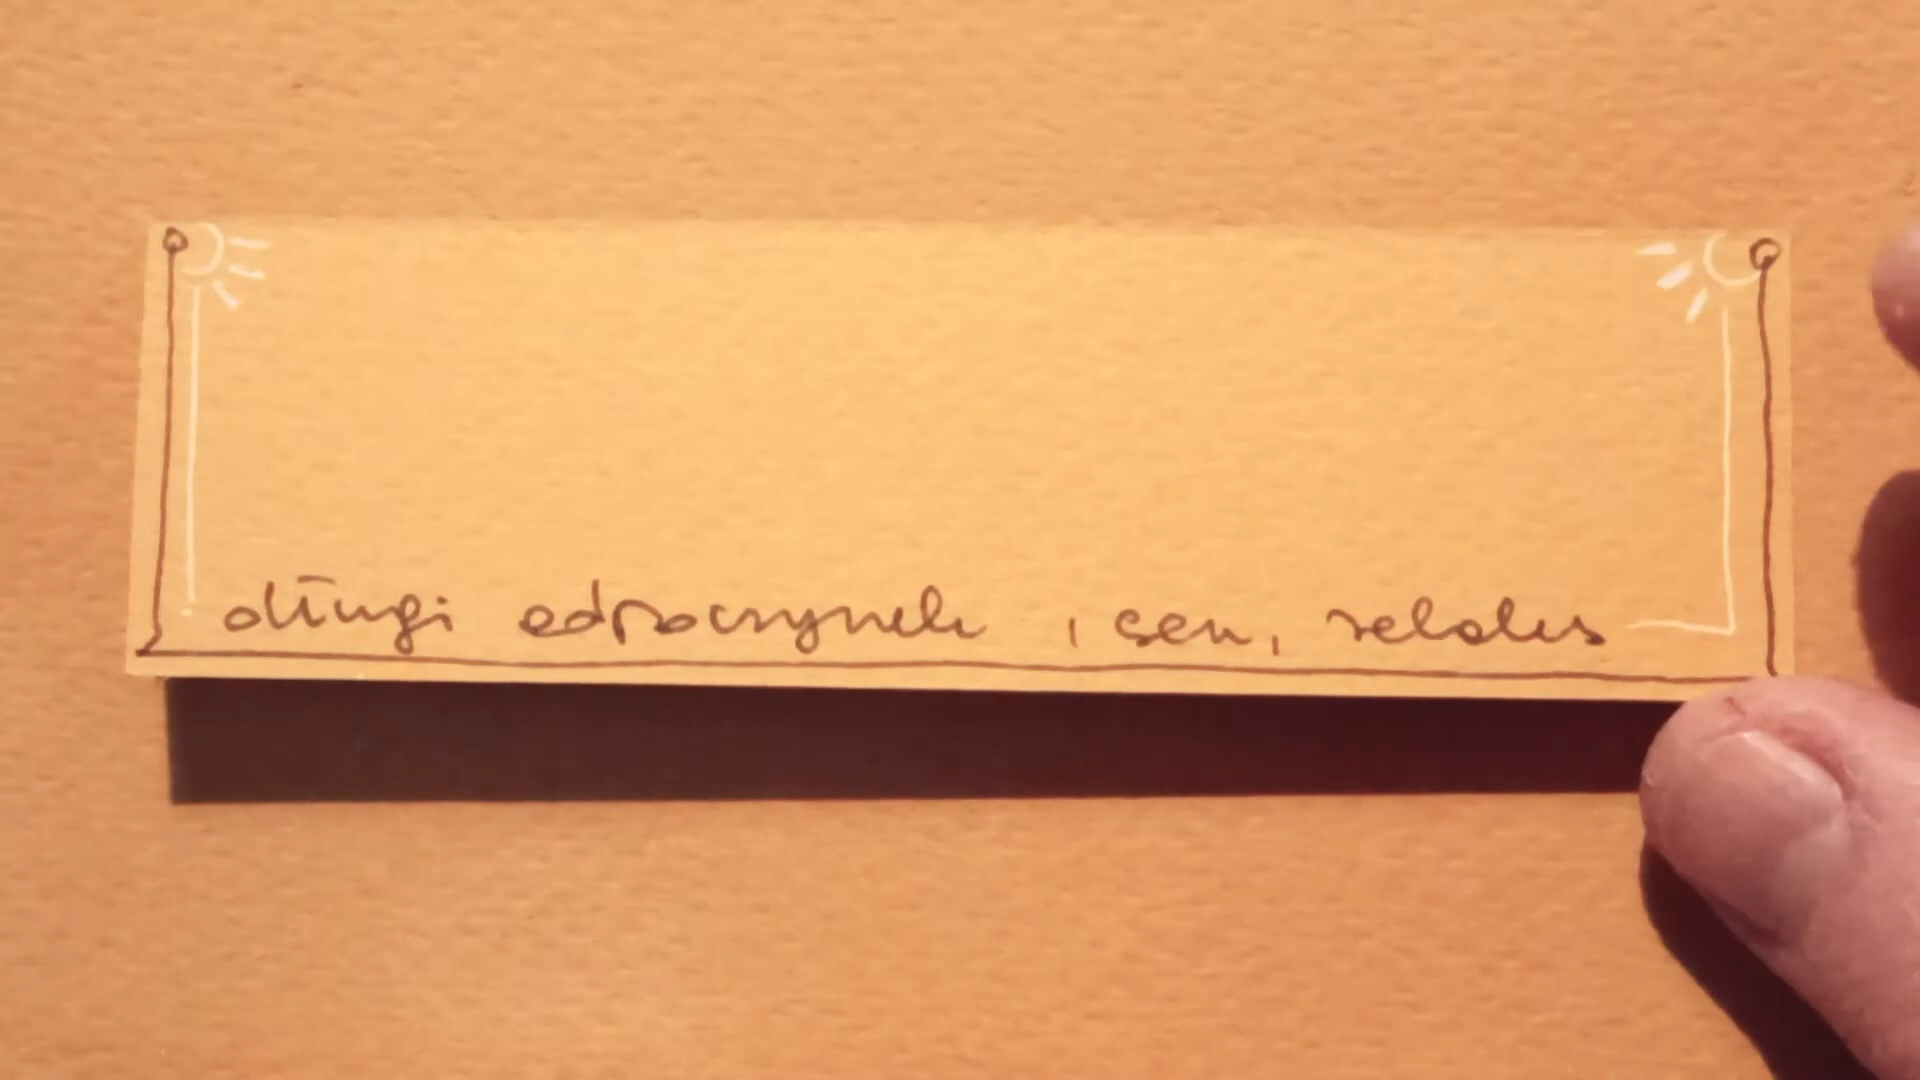 długi odpoczynek, sen, relaks